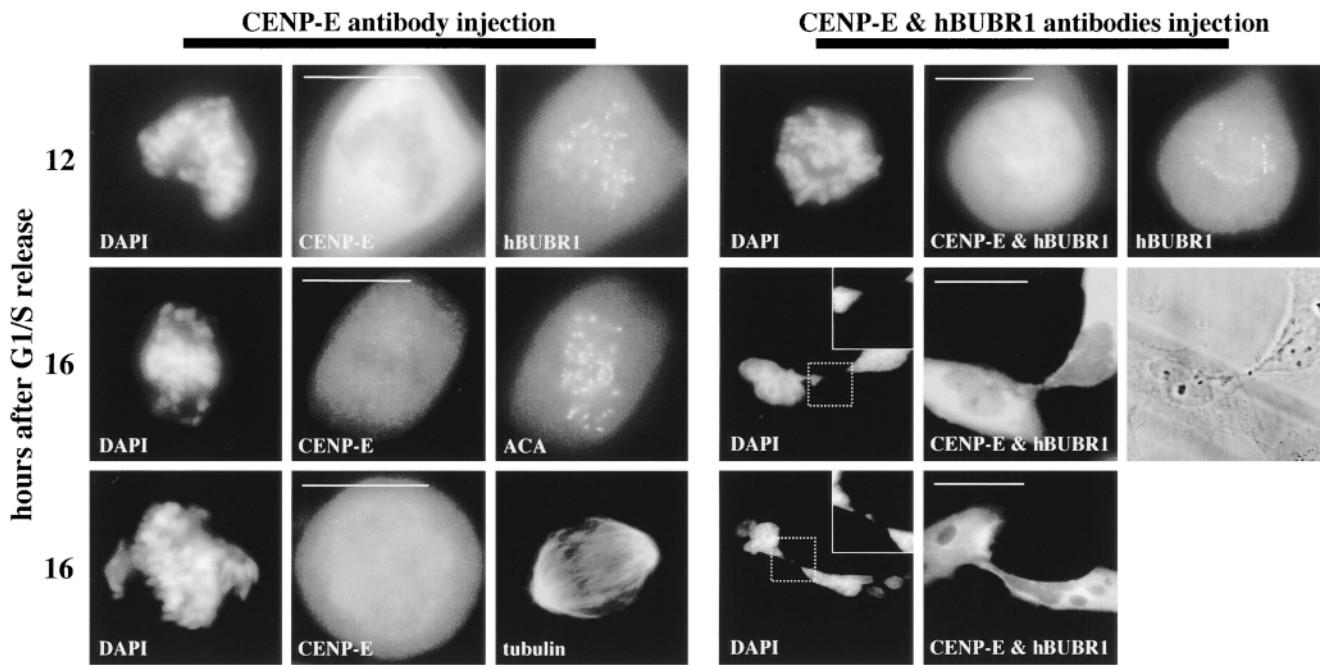 CENP-E antibody injection
CENP-E & hBUBR1 antibodies injection
hours after G1/S release
12
DAPI
CENP-E
hBUBR1
DAPI
CENP-E & hBUBR1
hBUBR1
16
DAPI
CENP-E
ACA
DAPI
CENP-E & hBUBR1
16
DAPI
CENP-E
tubulin
DAPI
CENP-E & hBUBR1